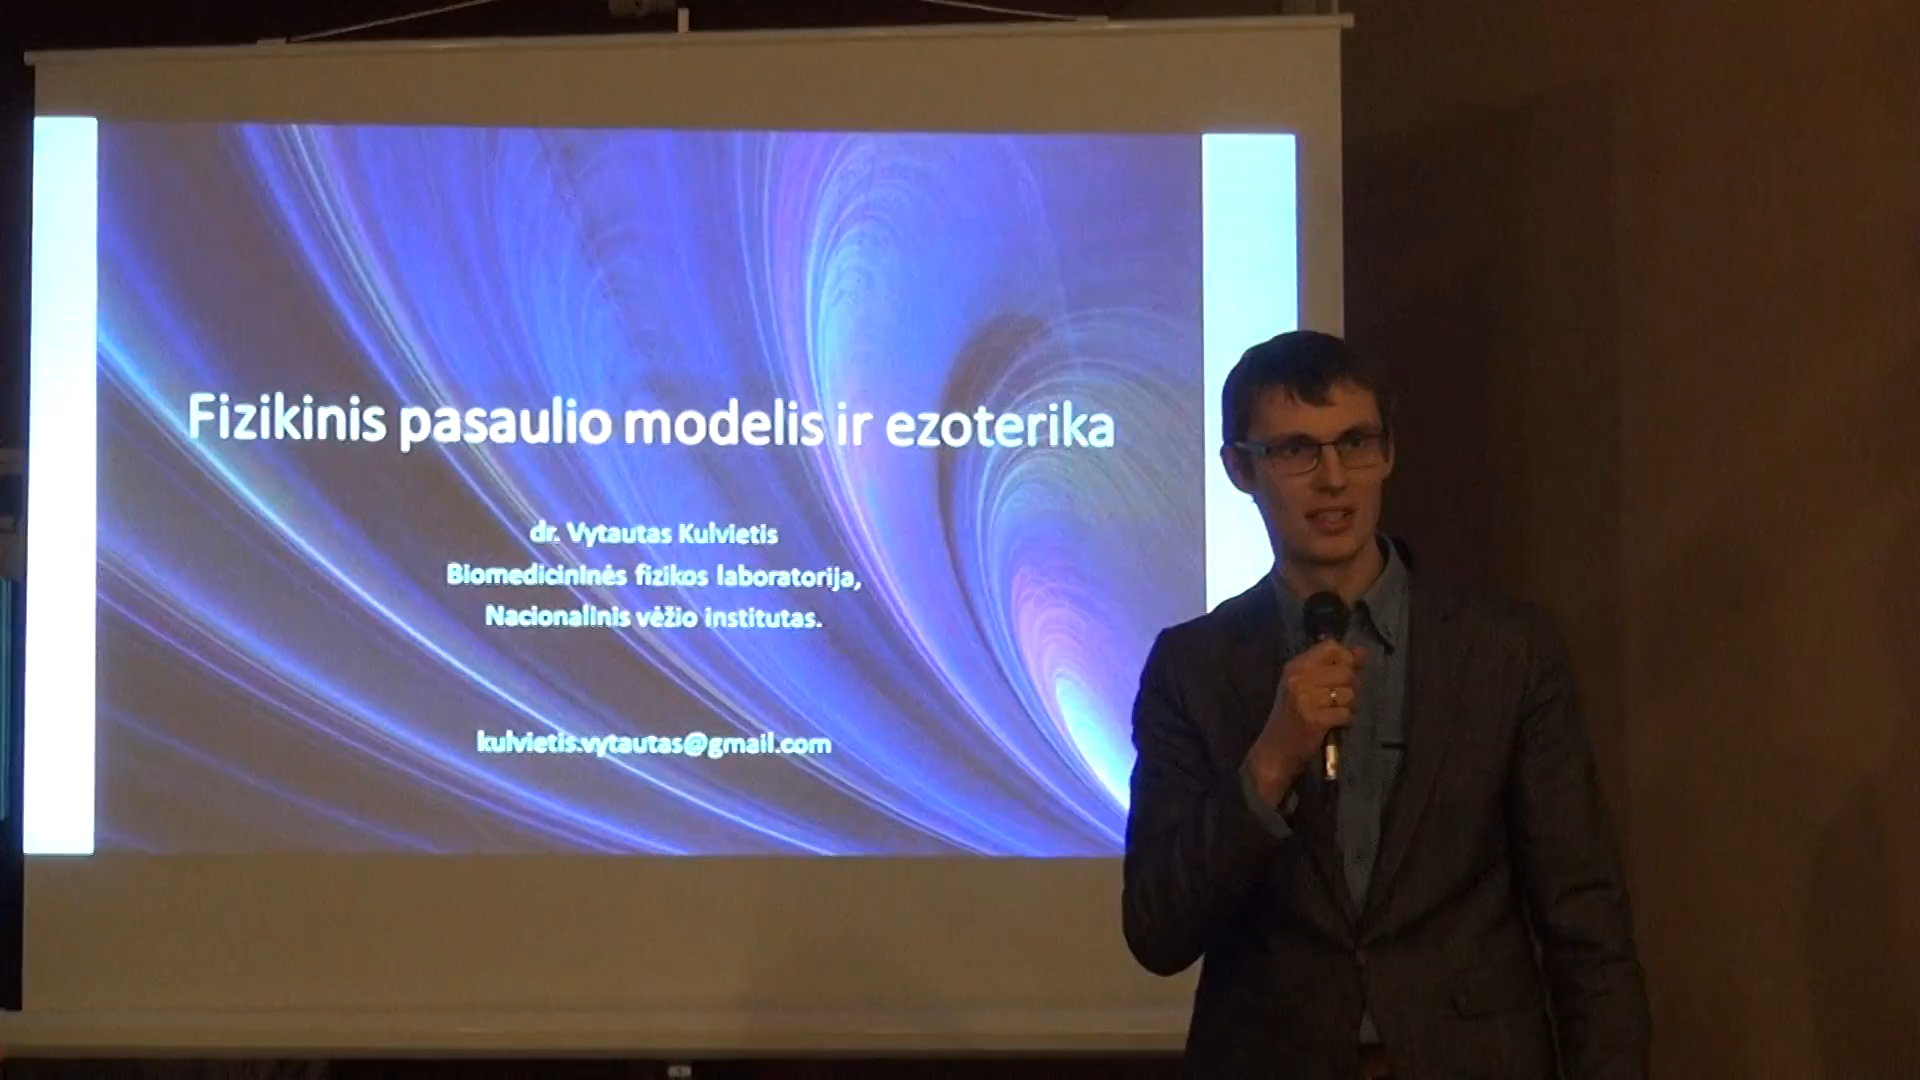 Fizikinis pasaulio modelis ir ezoterika
dr. Vytautas Kulvietis
Biomedicininės fizikos laboratorija,
Nacionalinis vėžio institutas.
kulvietis.vytautas@gmail.com